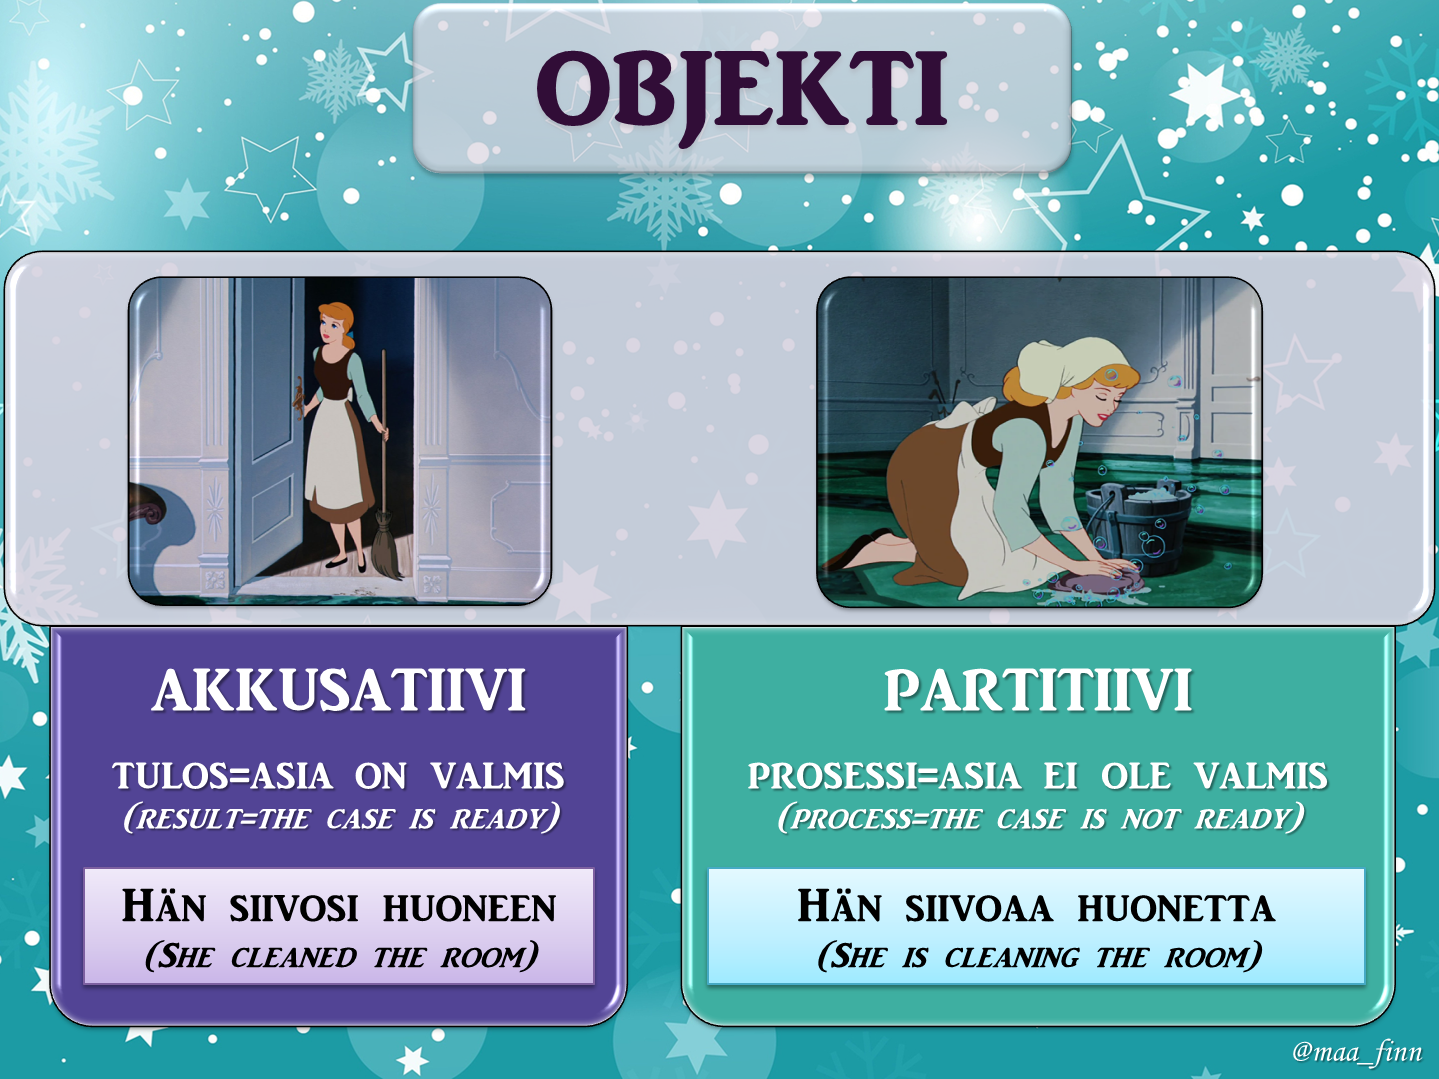 OBJEKTI
AKKUSATIIVI
TULOS=ASIA ON VALMIS
(RESULT=THE CASE IS READY)
HÄN SIIVOSI HUONEEN
(SHE CLEANED THE ROOM)
PARTITIIVI
PROSESSI=ASIA EI OLE VALMIS
(PROCESS=THE CASE IS NOT READY)
HÄN SIIVOAA HUONETTA
(SHE IS CLEANING THE ROOM)
@maa_finn